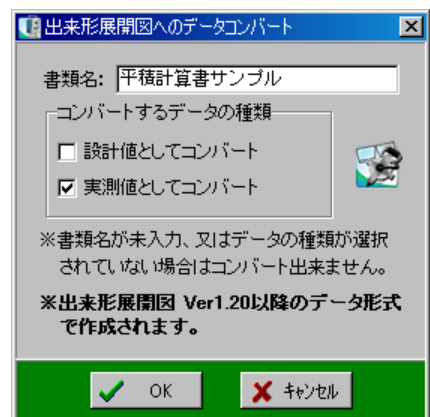 出来形展開図へのデータコンバート
書類名: 平積計算書サンプル
コンバートするデータの種類
設計値としてコンバート
実測値としてコンバート
※書類名が未入力、又はデータの種類が選択
されていない場合はコンバート出来ません。
※出来形展開図 Ver1.20以降のデータ形式
で作成されます。
OK キャンセル